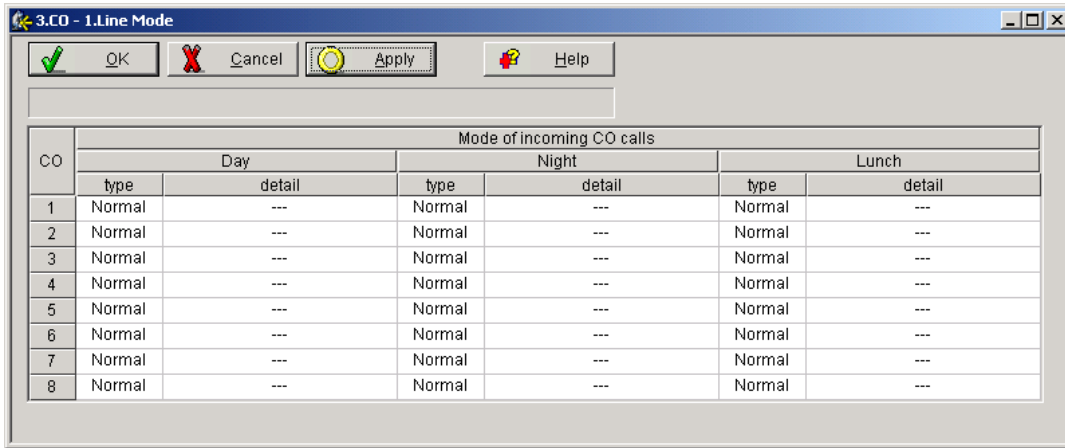 3.CO - 1.Line Mode
OK Cancel Apply Help
Mode of incoming CO calls
CO Day Night Lunch
type detail type detail type detail
1 Normal --- Normal --- Normal ---
2 Normal --- Normal --- Normal ---
3 Normal --- Normal --- Normal ---
4 Normal --- Normal --- Normal ---
5 Normal --- Normal --- Normal ---
6 Normal --- Normal --- Normal ---
7 Normal --- Normal --- Normal ---
8 Normal --- Normal --- Normal ---